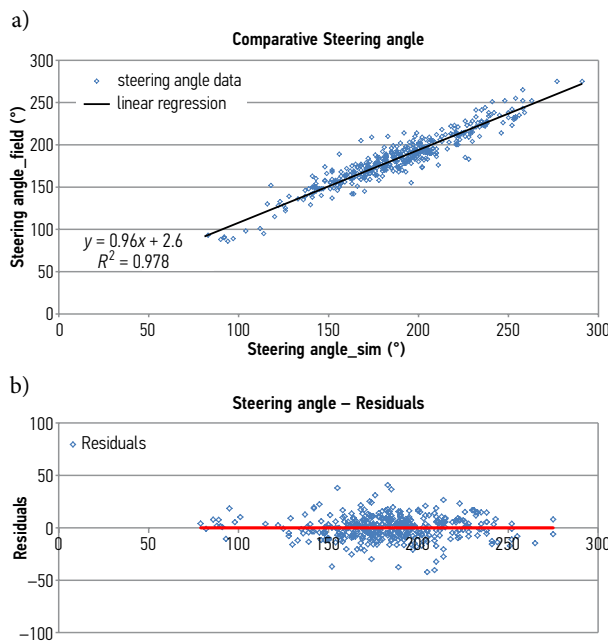 a)
Comparative Steering angle
300
250
200
150
100
50
0
steering angle data
linear regression
y = 0.96x + 2.6
R² = 0.978
Steering angle_field (°)
0 50 100 150 200 250 300
Steering angle_sim (°)
b)
Steering angle – Residuals
100
50
0
−50
−100
Residuals
Residuals
0 50 100 150 200 250 300